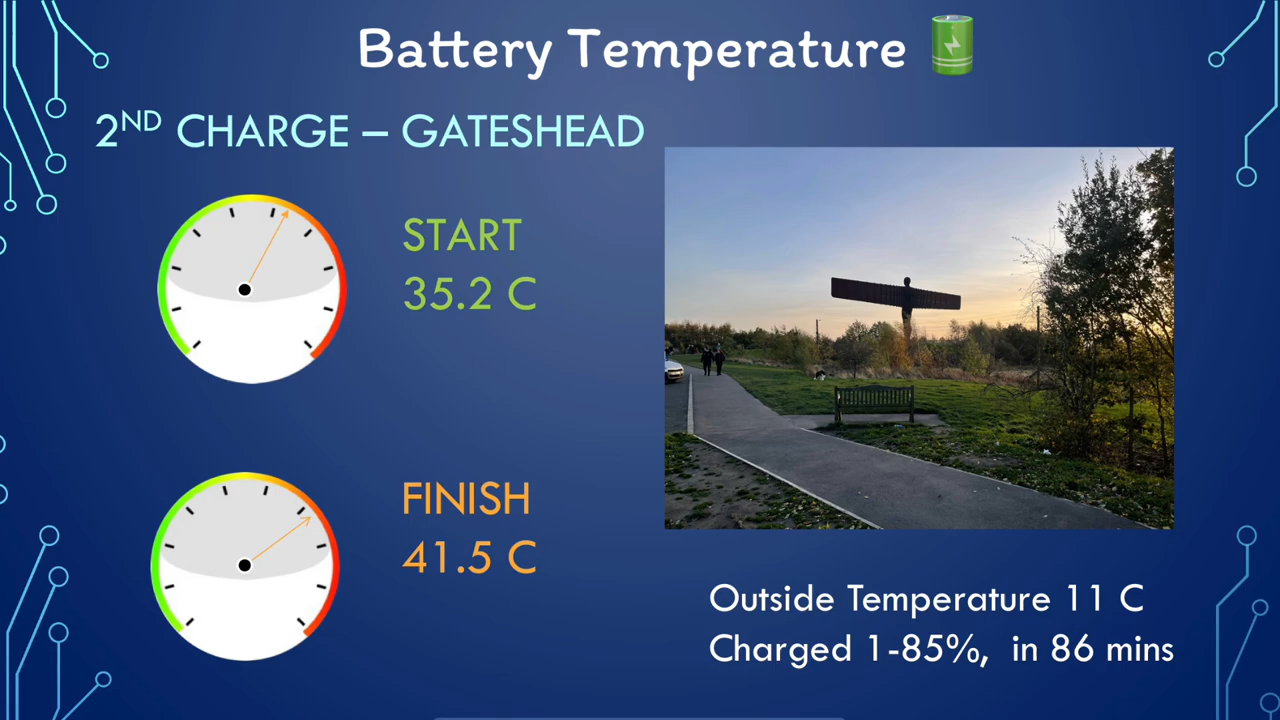 Battery Temperature
2ND CHARGE – GATESHEAD
START
35.2 C
FINISH
41.5 C
Outside Temperature 11 C
Charged 1-85%, in 86 mins